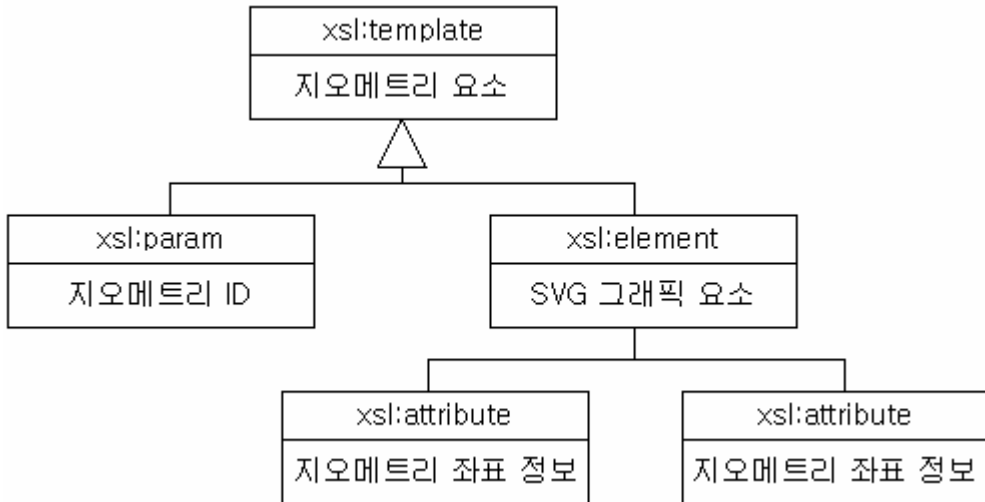 xsl:template
지오메트리 요소
xsl:param
지오메트리 ID
xsl:element
SVG 그래픽 요소
xsl:attribute
지오메트리 좌표 정보
xsl:attribute
지오메트리 좌표 정보